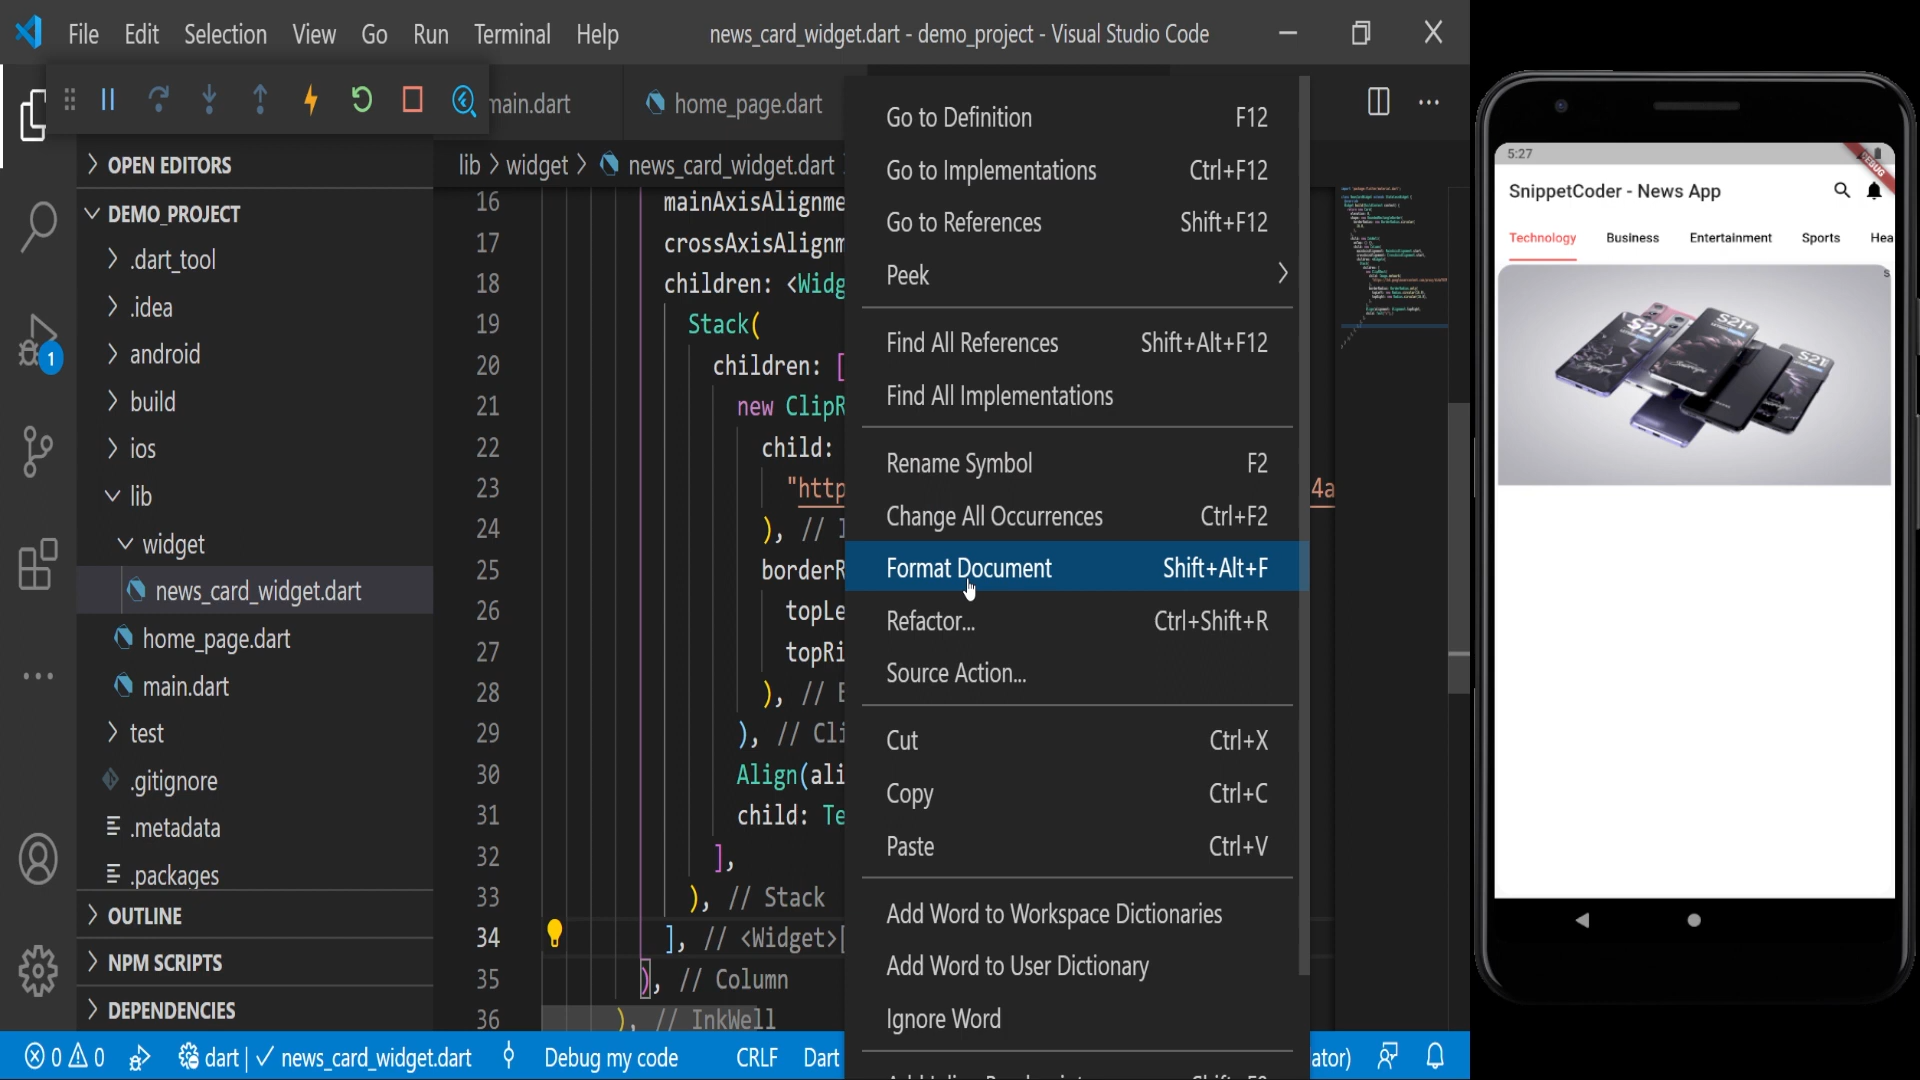 File Edit Selection View Go Run Terminal Help news_card_widget.dart - demo_project - Visual Studio Code
main.dart home_page.dart
OPEN EDITORS
DEMO_PROJECT
.dart_tool
.idea
android
build
ios
lib
widget
news_card_widget.dart
home_page.dart
main.dart
test
.gitignore
.metadata
.packages
OUTLINE
NPM SCRIPTS
DEPENDENCIES
1
lib > widget > news_card_widget.dart
16 mainAxisAlignme
17 crossAxisAlignm
18 children: <Widg
19 Stack(
20 children: [
21 new ClipR
22 child:
23 "http 4a
24 ), // I
25 borderR
26 topLe
27 topRi
28 ), // B
29 ), // Cli
30 Align(ali
31 child: Te
32 ],
33 ), // Stack
34 ], // <Widget>[
35 ), // Column
36 ), // InkWell
Go to Definition F12
Go to Implementations Ctrl+F12
Go to References Shift+F12
Peek
Find All References Shift+Alt+F12
Find All Implementations
Rename Symbol F2
Change All Occurrences Ctrl+F2
Format Document Shift+Alt+F
Refactor... Ctrl+Shift+R
Source Action...
Cut Ctrl+X
Copy Ctrl+C
Paste Ctrl+V
Add Word to Workspace Dictionaries
Add Word to User Dictionary
Ignore Word
0 0 dart | ✓ news_card_widget.dart Debug my code CRLF Dart ator)
5:27
DEBUG
SnippetCoder - News App
Technology Business Entertainment Sports Hea
S
S21 S21+ S21